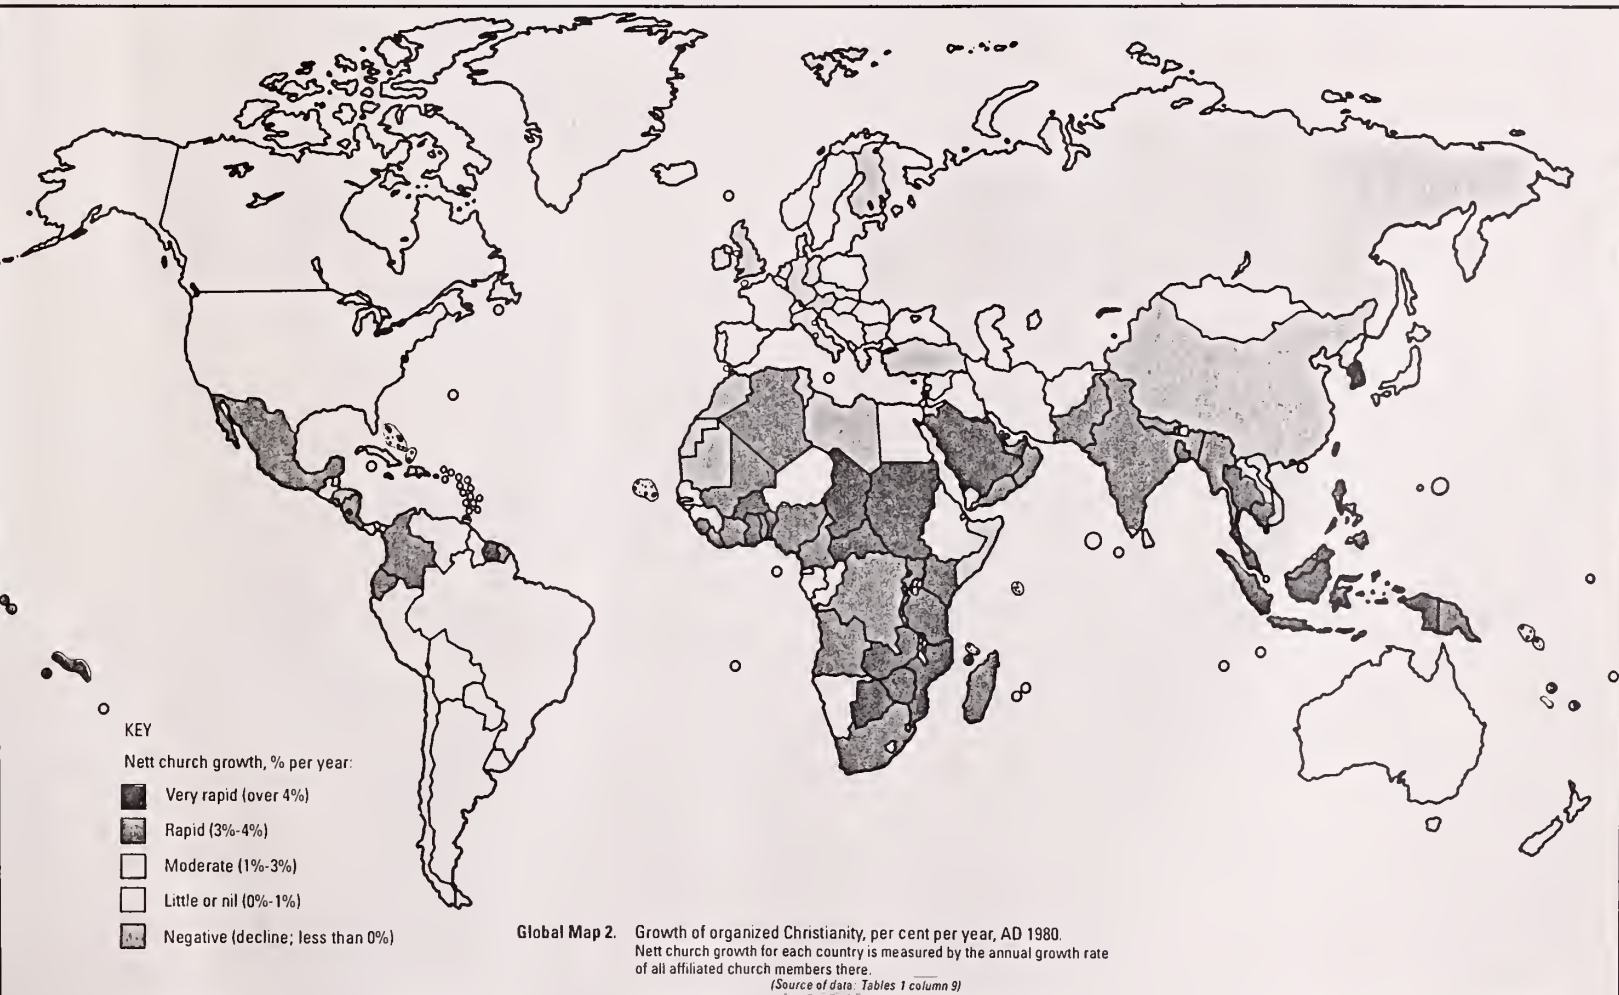 KEY
Nett church growth, % per year:
Very rapid (over 4%)
Rapid (3%-4%)
Moderate (1%-3%)
Little or nil (0%-1%)
Negative (decline; less than 0%)
Global Map 2. Growth of organized Christianity, per cent per year, AD 1980.
Nett church growth for each country is measured by the annual growth rate
of all affiliated church members there.
(Source of data: Tables 1 column 9)